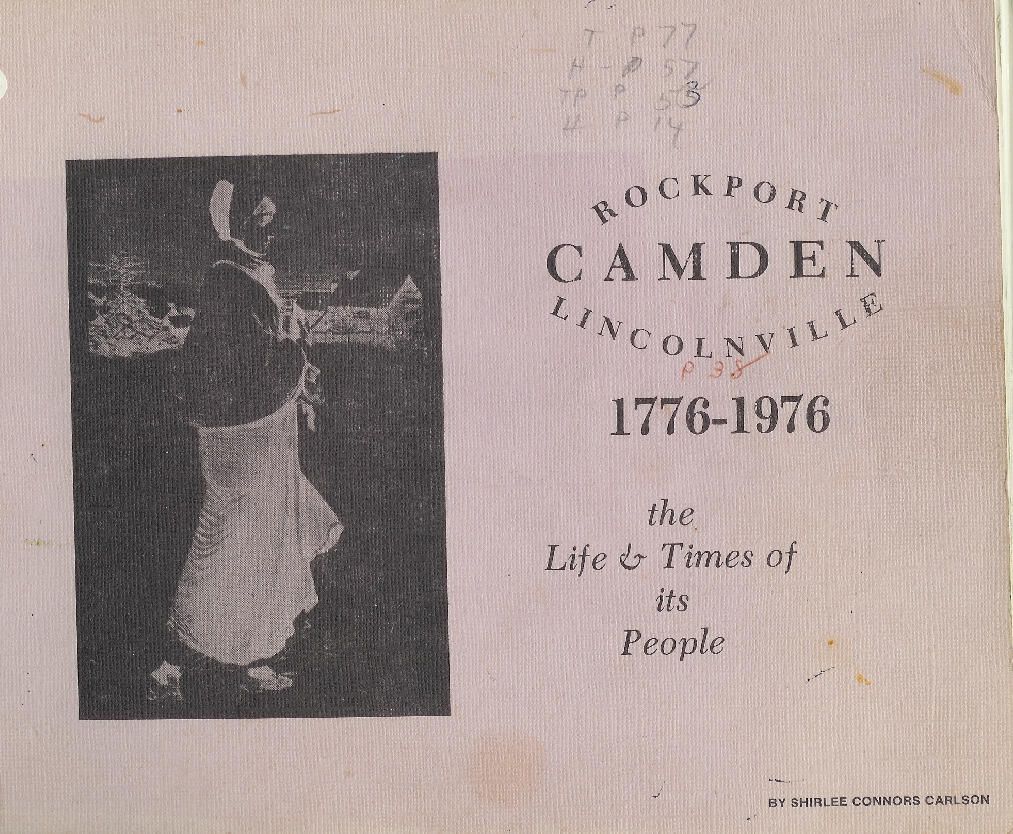 T P 77
H - P 57
TP P 53
H P 14
ROCKPORT
CAMDEN
LINCOLNVILLE
P 38
1776-1976
the
Life & Times of
its
People
BY SHIRLEE CONNORS CARLSON